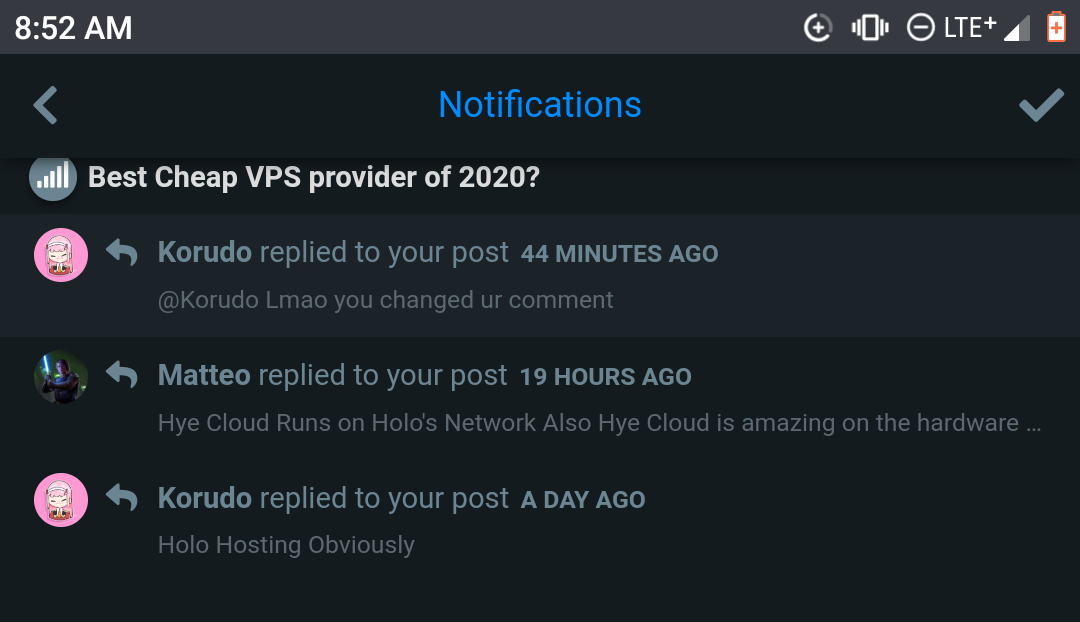 8:52 AM LTE+
Notifications
Best Cheap VPS provider of 2020?
Korudo replied to your post 44 MINUTES AGO
@Korudo Lmao you changed ur comment
Matteo replied to your post 19 HOURS AGO
Hye Cloud Runs on Holo's Network Also Hye Cloud is amazing on the hardware ...
Korudo replied to your post A DAY AGO
Holo Hosting Obviously